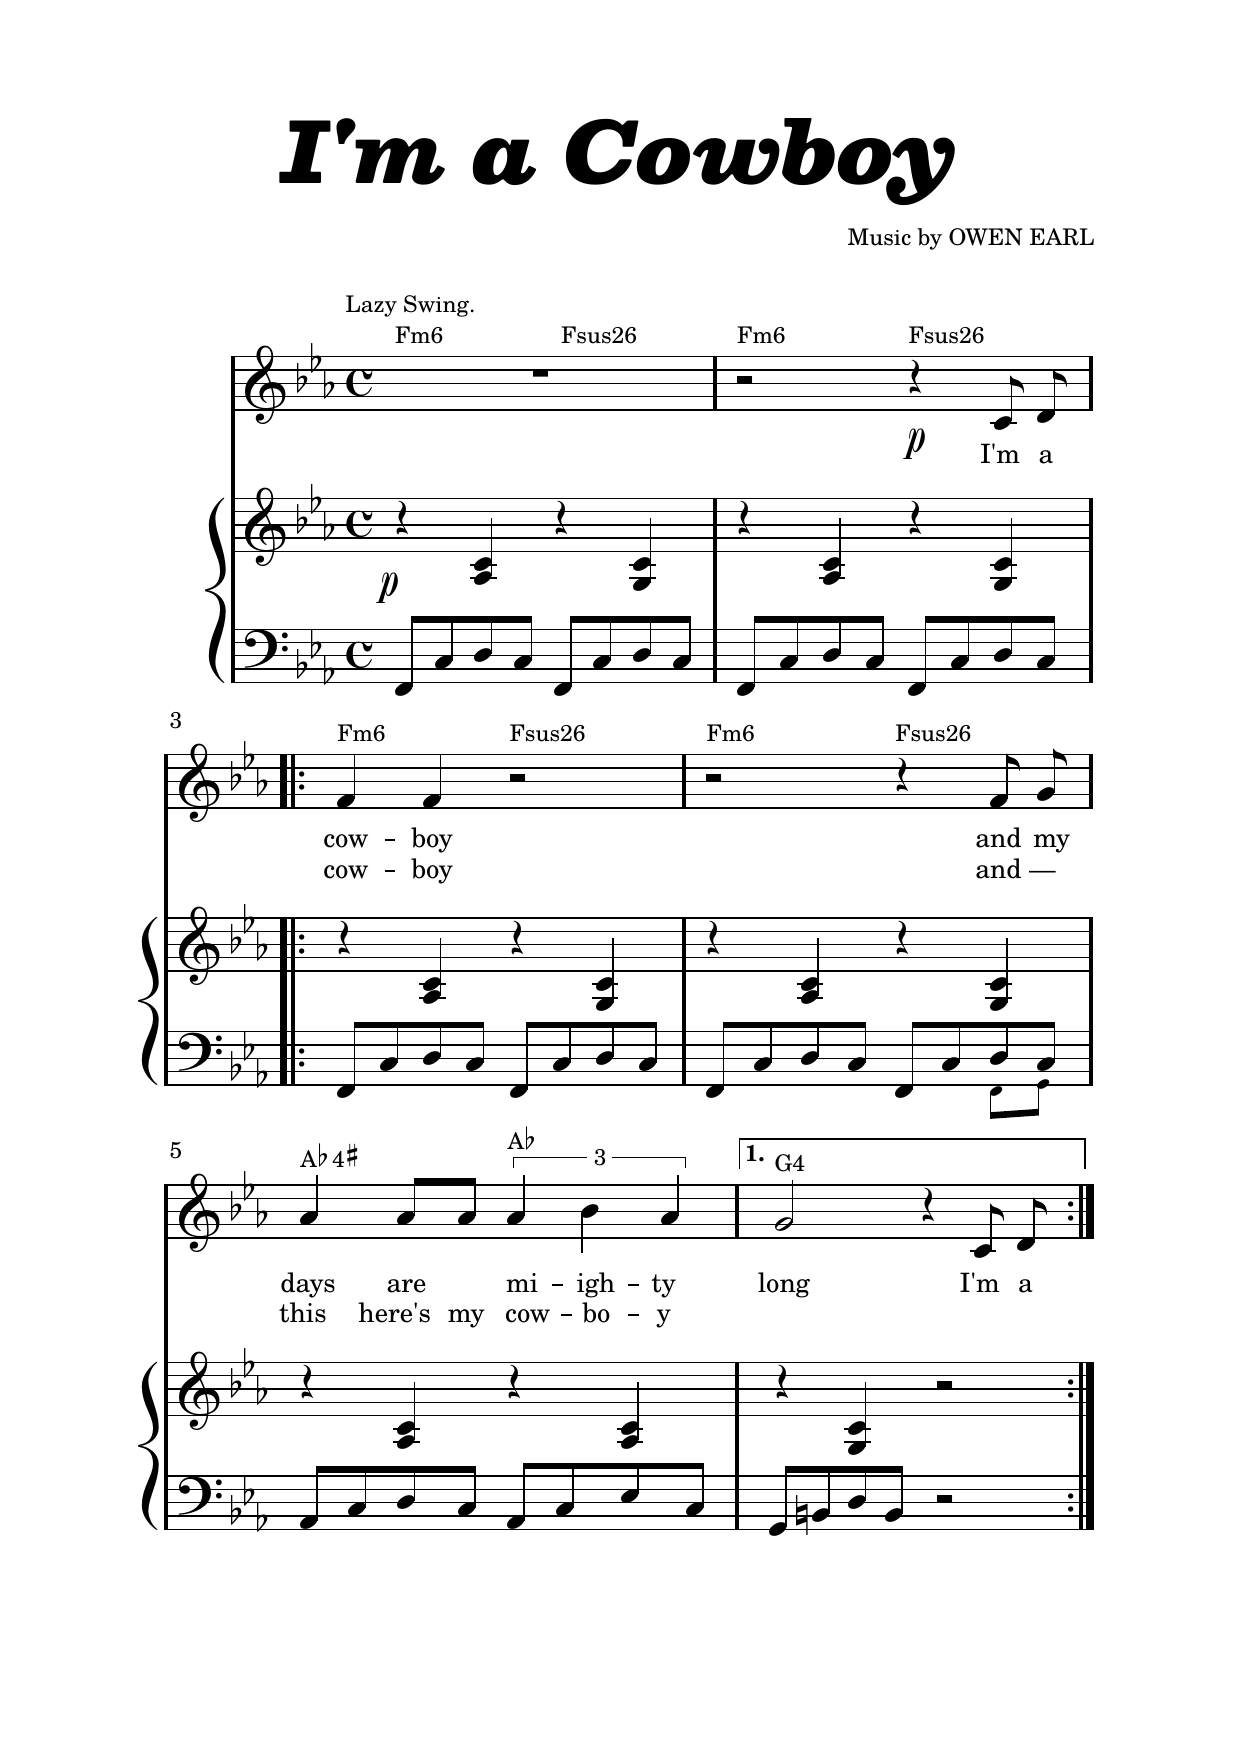 I'm a Cowboy
Music by OWEN EARL
Lazy Swing.
Fm6 Fsus26 Fm6 Fsus26
p
I'm a
p
3
Fm6 Fsus26 Fm6 Fsus26
cow – boy and my
cow – boy and —
5
A♭4♯ A♭ 3 1. G4
days are mi – igh – ty long I'm a
this here's my cow – bo – y